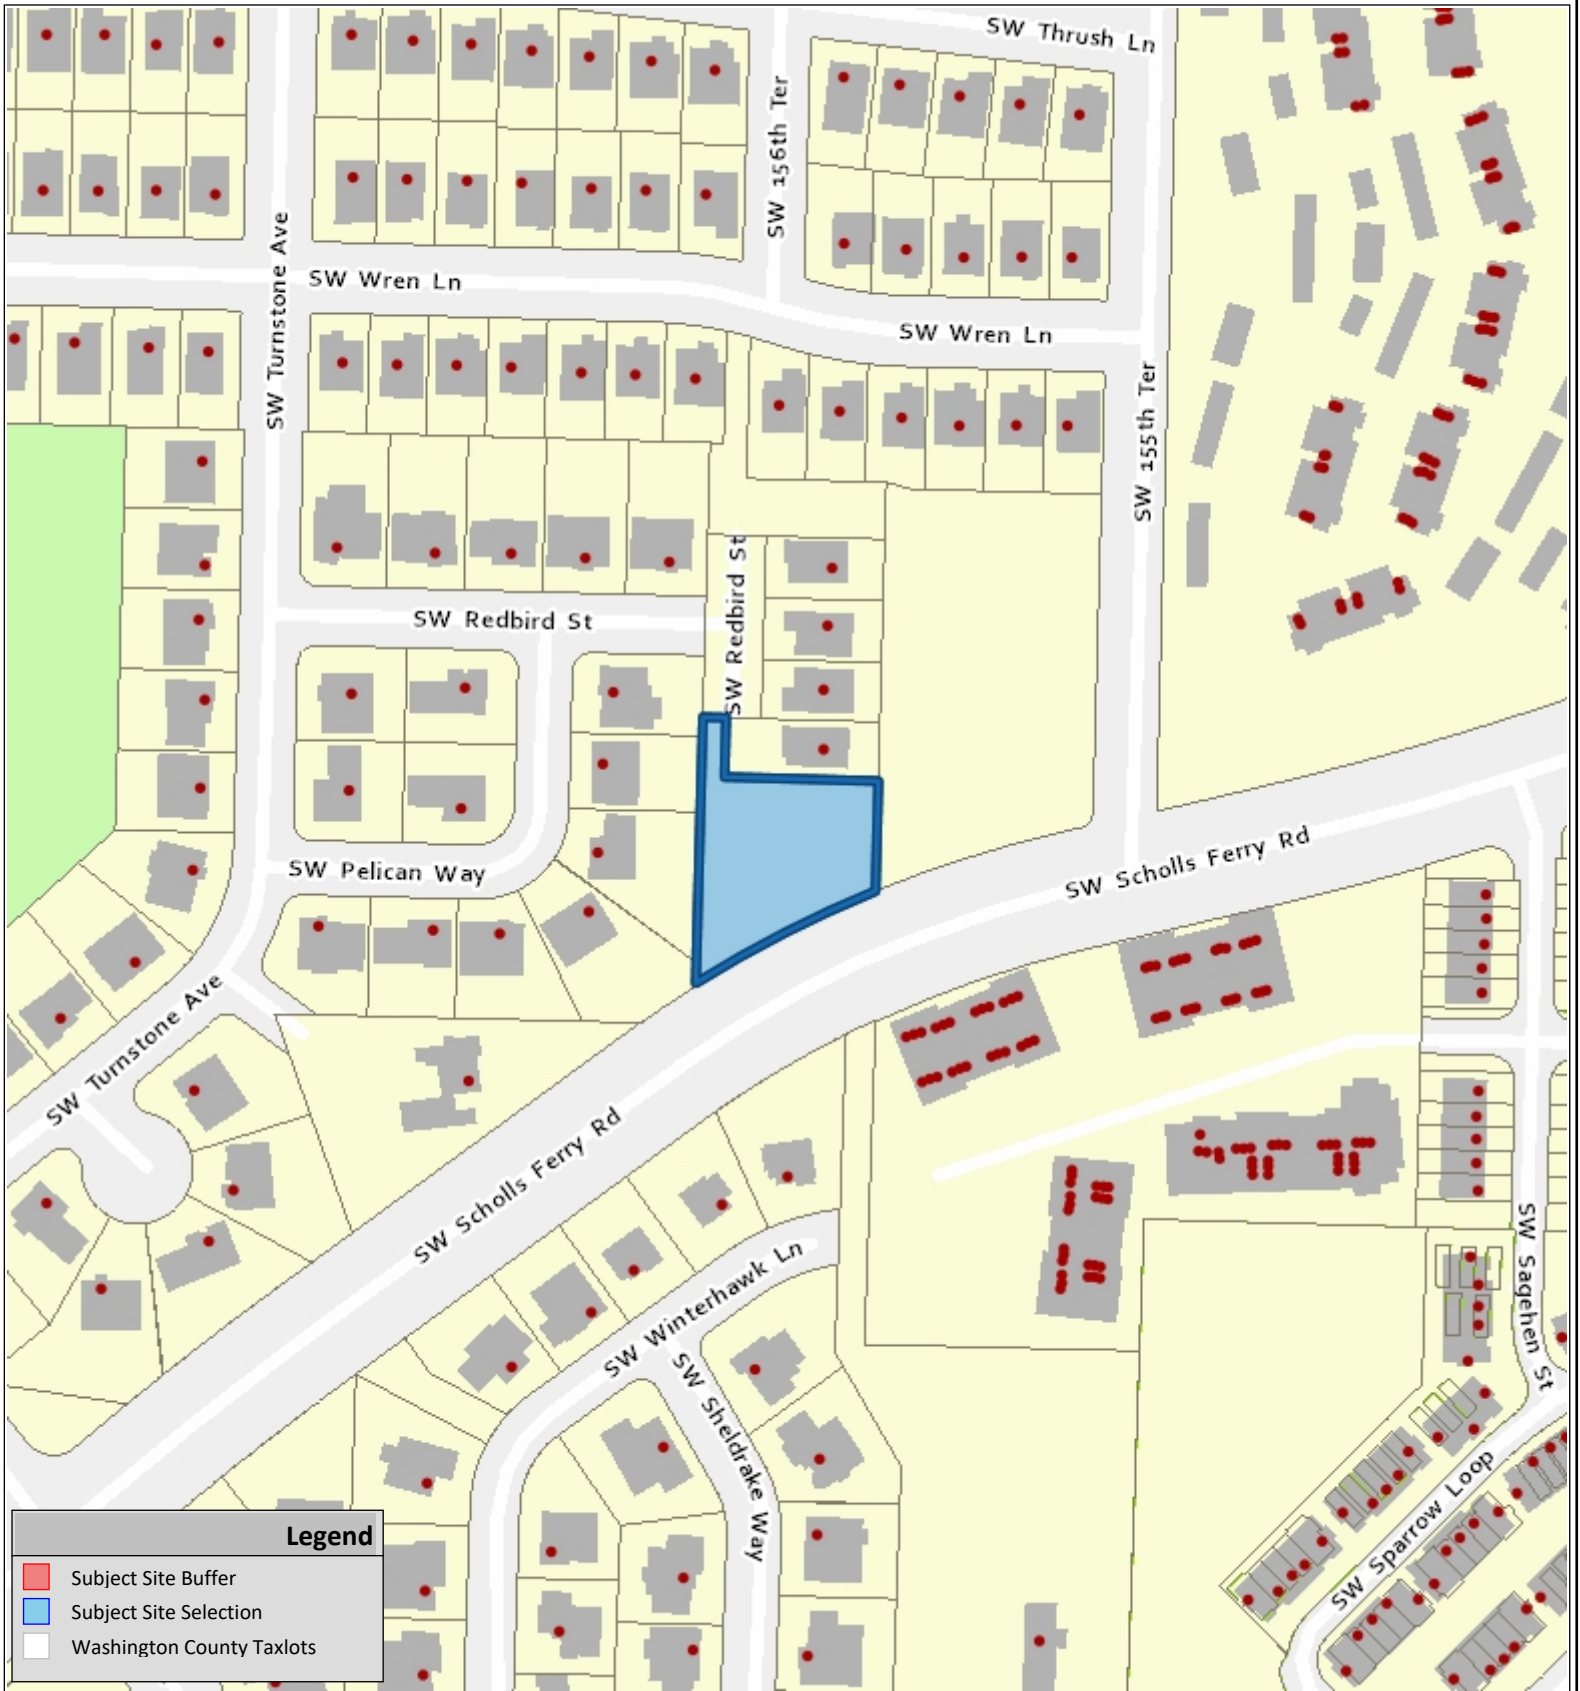 SW Thrush Ln
SW 156th Ter
SW Turnstone Ave
SW Wren Ln
SW Wren Ln
SW 155th Ter
SW Redbird St
SW Redbird St
SW Pelican Way
SW Scholls Ferry Rd
SW Turnstone Ave
SW Scholls Ferry Rd
SW Winterhawk Ln
SW Sagehen St
SW Sheldrake Way
SW Sparrow Loop
Legend
Subject Site Buffer
Subject Site Selection
Washington County Taxlots